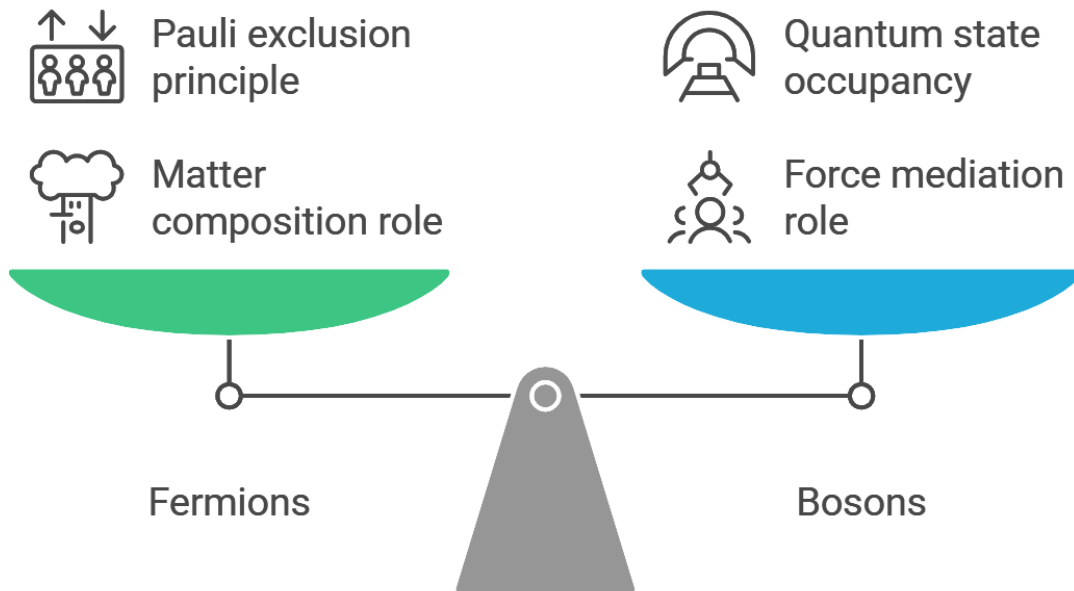 Pauli exclusion
principle
Quantum state
occupancy
Matter
composition role
Force mediation
role
Fermions
Bosons